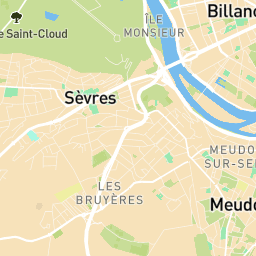 ÎLE
MONSIEUR
Billanc
e Saint-Cloud
Sèvres
MEUDO
SUR-SE
LES
BRUYÈRES
Meudo